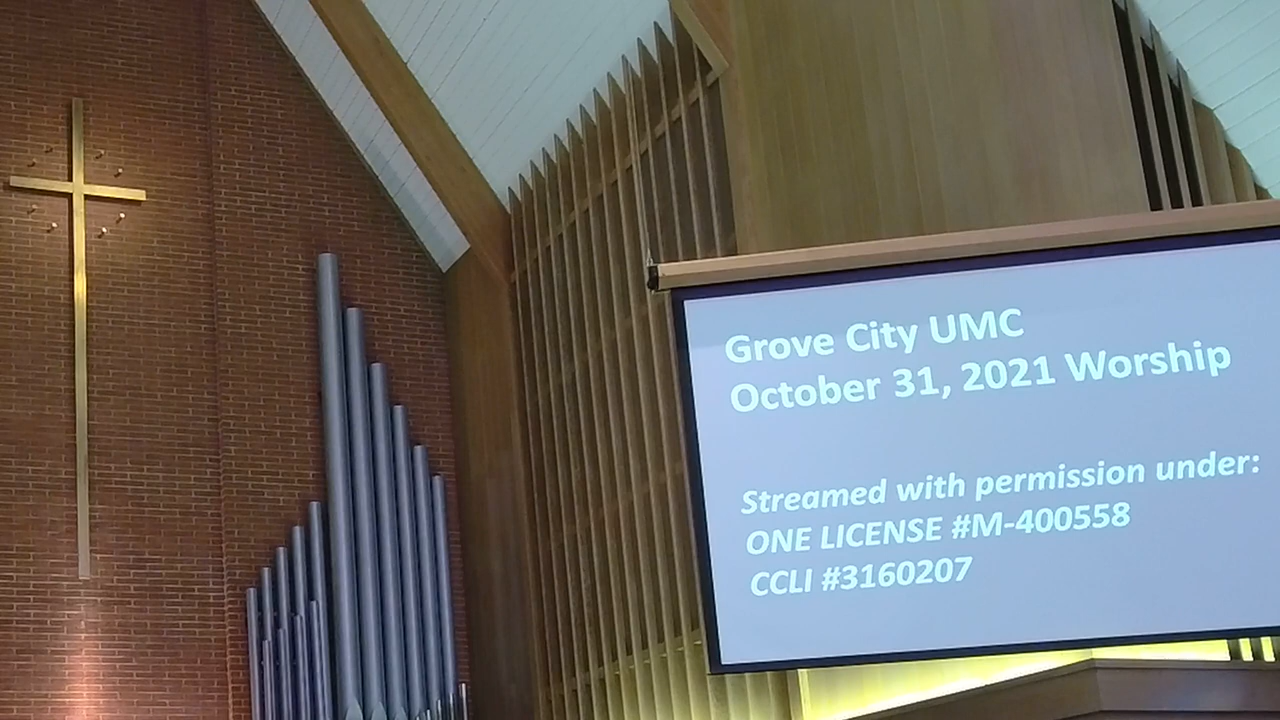 Grove City UMC
October 31, 2021 Worship
Streamed with permission under:
ONE LICENSE #M-400558
CCLI #3160207